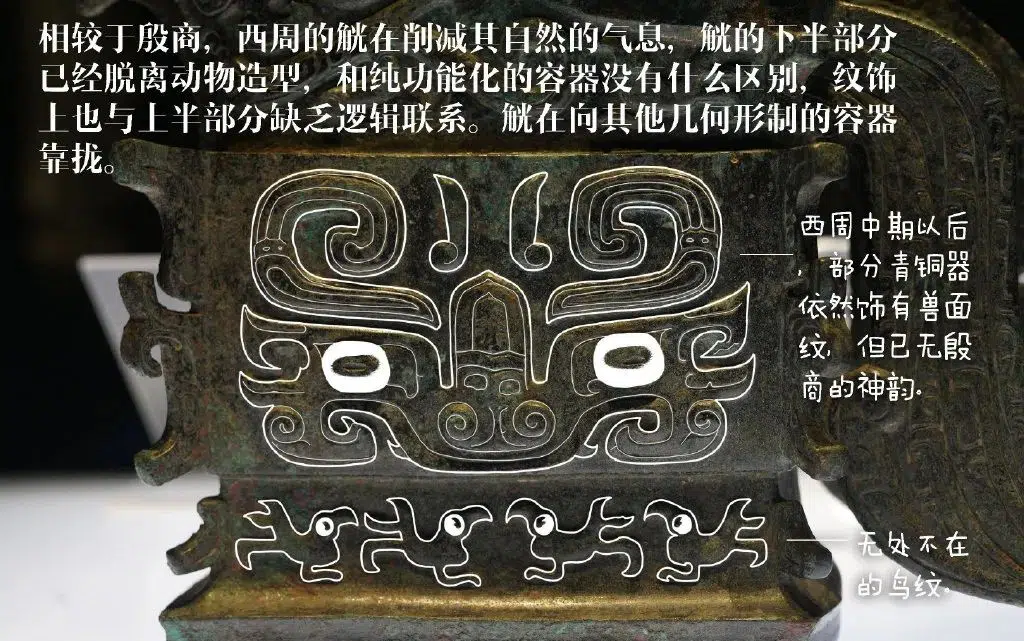 相较于殷商，西周的觥在削减其自然的气息，觥的下半部分
已经脱离动物造型，和纯功能化的容器没有什么区别，纹饰
上也与上半部分缺乏逻辑联系。觥在向其他几何形制的容器
靠拢。
西周中期以后
，部分青铜器
依然饰有兽面
纹，但已无殷
商的神韵。
无处不在
的鸟纹。